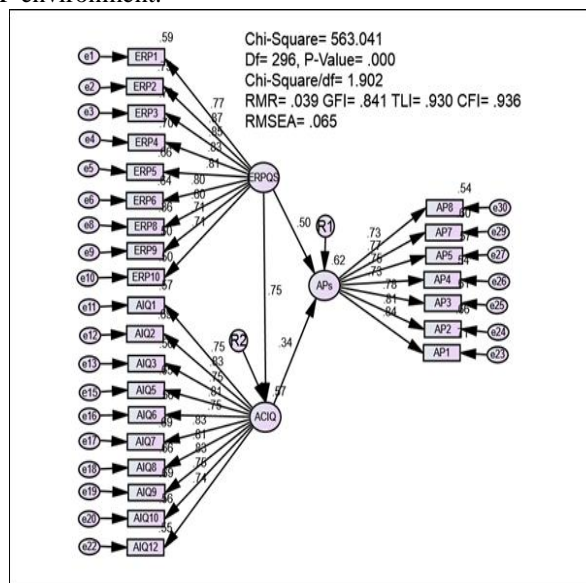 P environment.
Chi-Square= 563.041
Df= 296, P-Value= .000
Chi-Square/df= 1.902
RMR= .039 GFI= .841 TLI= .930 CFI= .936
RMSEA= .065
.59
e1 ERP1
e2 ERP2
e3 ERP3
e4 ERP4
e5 ERP5
e6 ERP6
e8 ERP8
e9 ERP9
e10 ERP10
.77
.87
.85
.83
.81
.80
.80
.71
.71
ERPQS
.50
R1
.62
APs
.75
.34
R2
.57
ACIQ
e11 AIQ1
e12 AIQ2
e13 AIQ3
e15 AIQ5
e16 AIQ6
e17 AIQ7
e18 AIQ8
e19 AIQ9
e20 AIQ10
e22 AIQ12
.75
.83
.75
.81
.75
.83
.81
.83
.75
.74
.55
.54
AP8 e30
AP7 e29
AP5 e27
AP4 e26
AP3 e25
AP2 e24
AP1 e23
.73
.77
.75
.73
.78
.81
.84